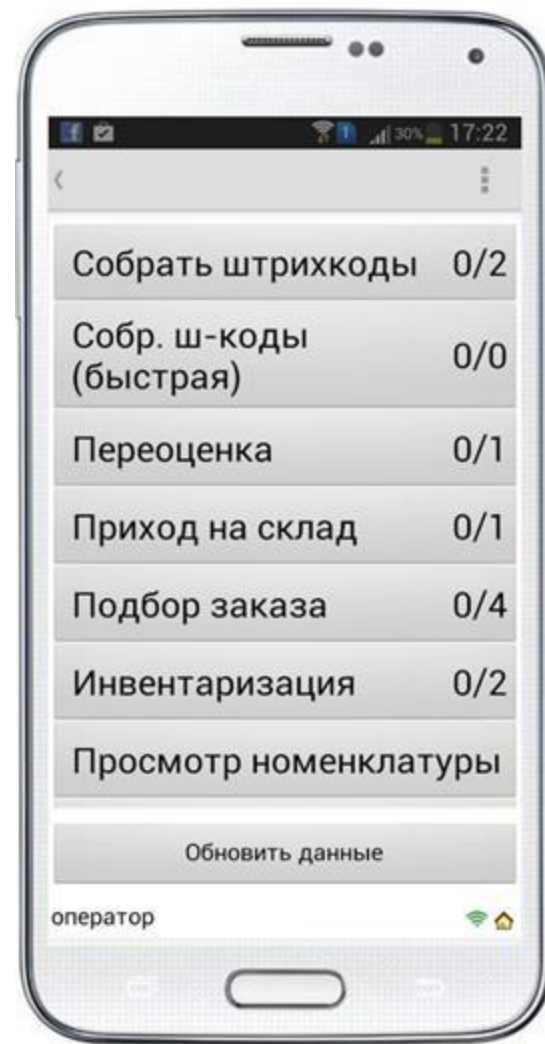 30% 17:22
Собрать штрихкоды 0/2
Собр. ш-коды
(быстрая) 0/0
Переоценка 0/1
Приход на склад 0/1
Подбор заказа 0/4
Инвентаризация 0/2
Просмотр номенклатуры
Обновить данные
оператор